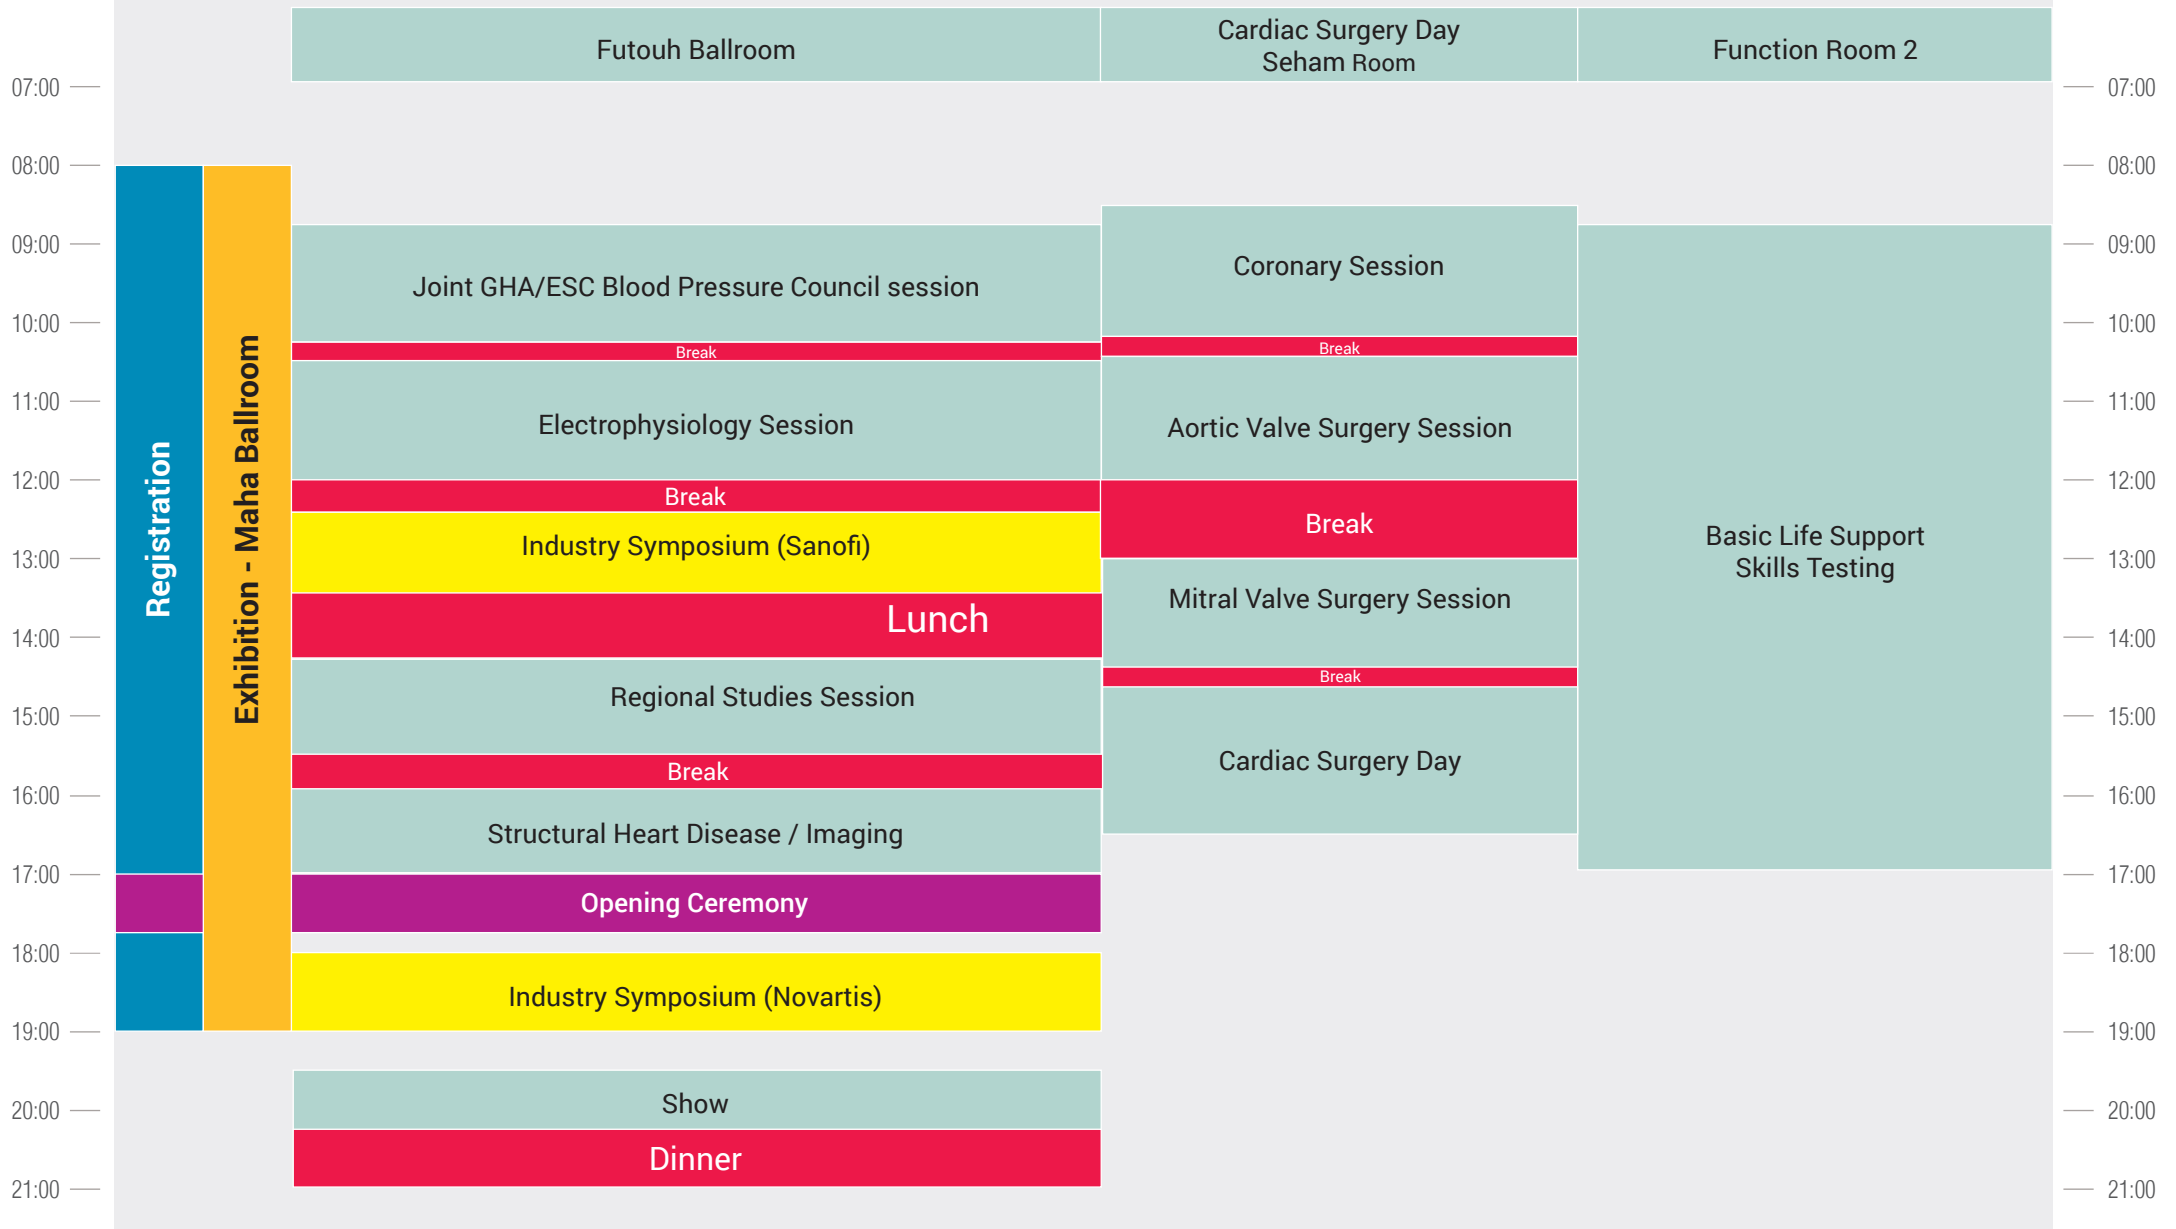 Futouh Ballroom
Cardiac Surgery Day
Seham Room
Function Room 2
07:00
08:00
09:00
10:00
11:00
12:00
13:00
14:00
15:00
16:00
17:00
18:00
19:00
20:00
21:00
Registration
Exhibition - Maha Ballroom
Joint GHA/ESC Blood Pressure Council session
Break
Electrophysiology Session
Break
Industry Symposium (Sanofi)
Lunch
Regional Studies Session
Break
Structural Heart Disease / Imaging
Opening Ceremony
Industry Symposium (Novartis)
Show
Dinner
Coronary Session
Break
Aortic Valve Surgery Session
Break
Mitral Valve Surgery Session
Break
Cardiac Surgery Day
Basic Life Support
Skills Testing
07:00
08:00
09:00
10:00
11:00
12:00
13:00
14:00
15:00
16:00
17:00
18:00
19:00
20:00
21:00